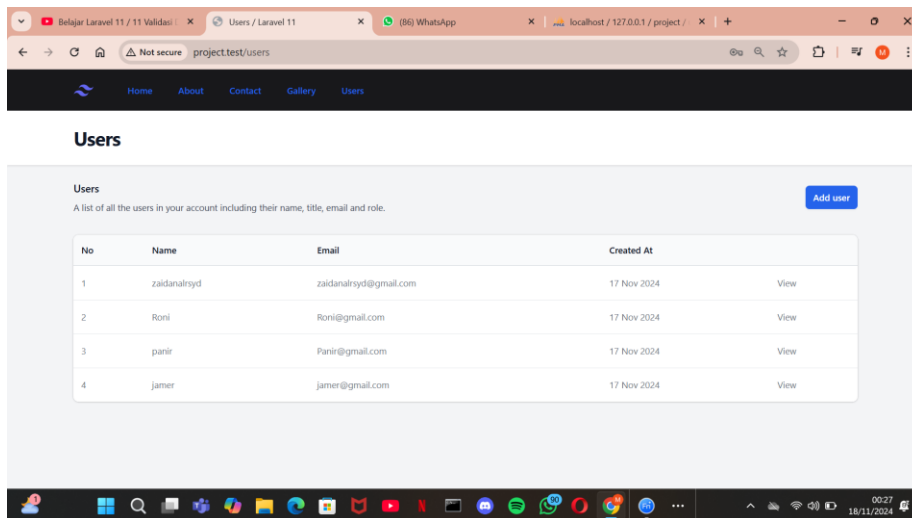 Belajar Laravel 11 / 11 Validasi
Users / Laravel 11
(86) WhatsApp
localhost / 127.0.0.1 / project /
Not secure
project.test/users
M
Home
About
Contact
Gallery
Users
Users
Users
A list of all the users in your account including their name, title, email and role.
Add user
No Name Email Created At
1 zaidanalrsyd zaidanalrsyd@gmail.com 17 Nov 2024 View
2 Roni Roni@gmail.com 17 Nov 2024 View
3 panir Panir@gmail.com 17 Nov 2024 View
4 jamer jamer@gmail.com 17 Nov 2024 View
1
90
00:27
18/11/2024